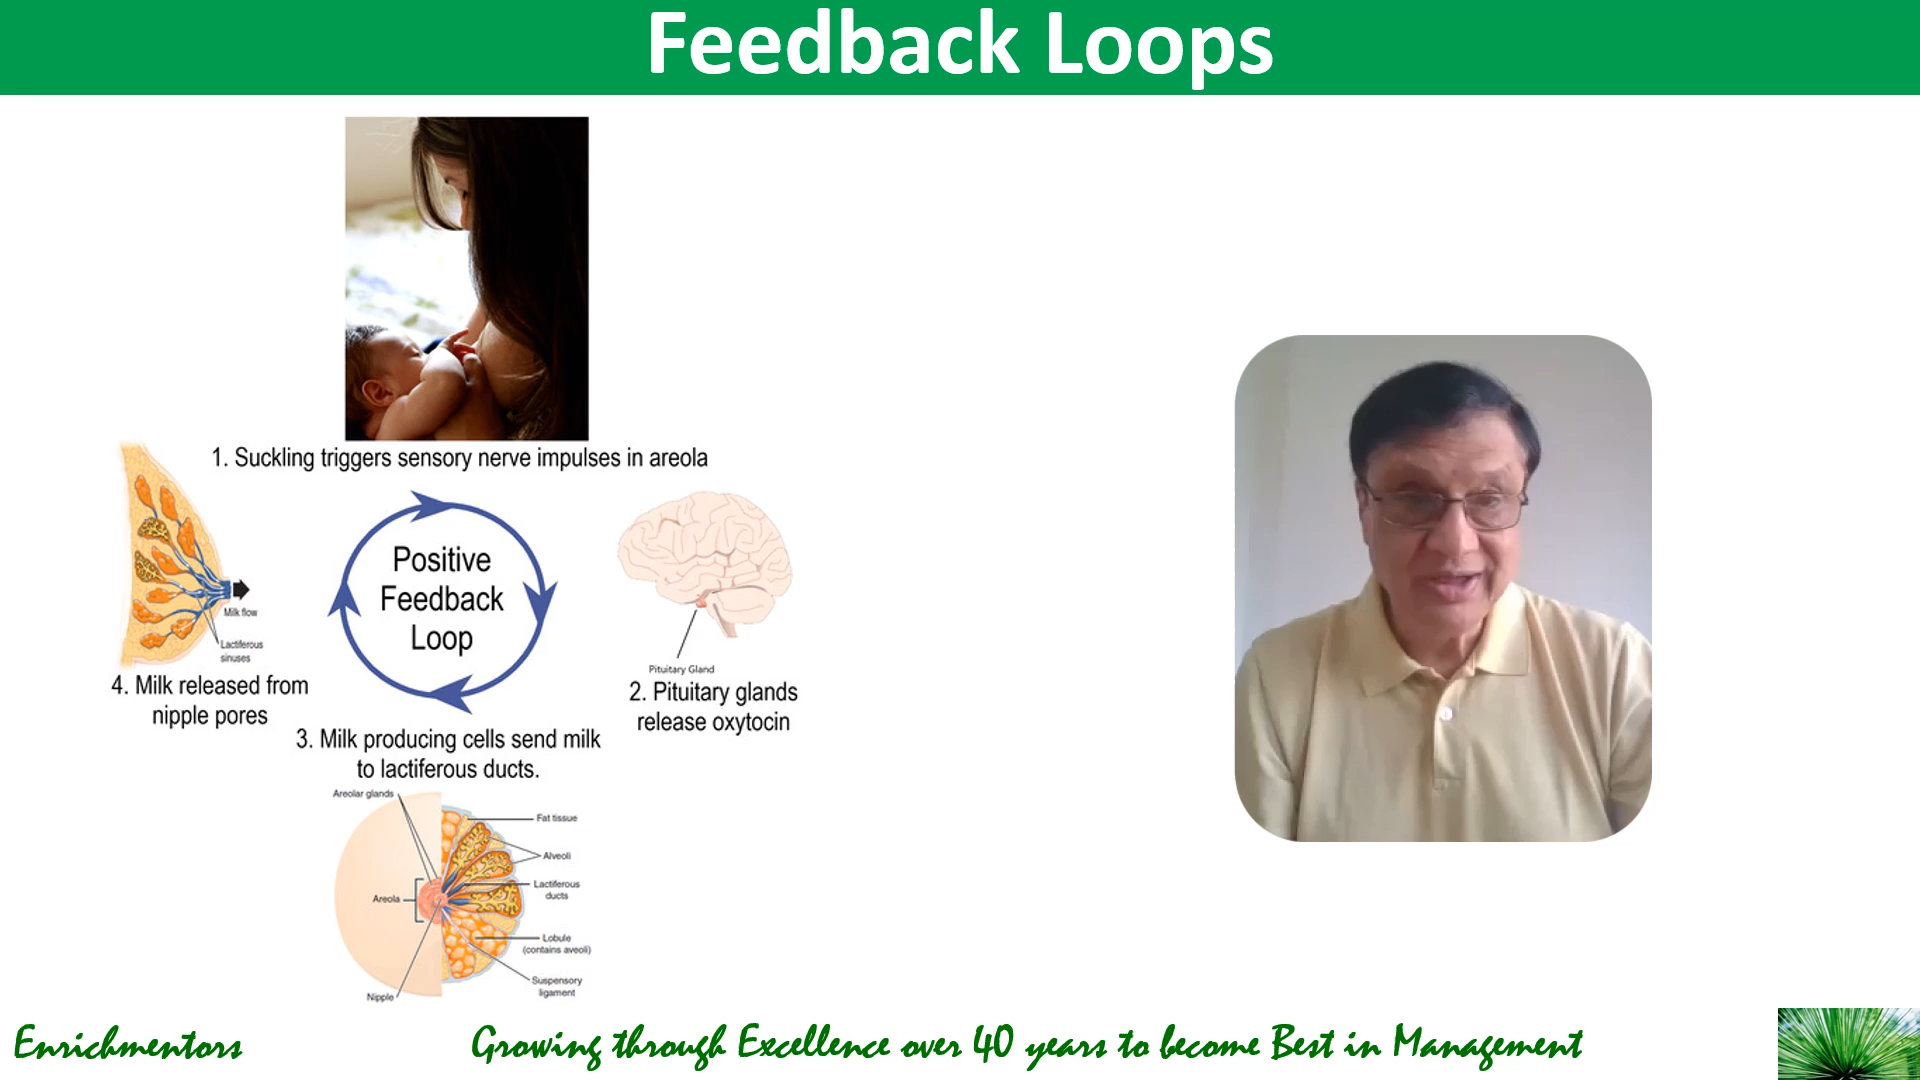 Feedback Loops
1. Suckling triggers sensory nerve impulses in areola
Positive
Feedback
Loop
Milk flow
Lactiferous
sinuses
Pituitary Gland
4. Milk released from
nipple pores
2. Pituitary glands
release oxytocin
3. Milk producing cells send milk
to lactiferous ducts.
Areolar glands
Fat tissue
Alveoli
Lactiferous
ducts
Areola
Lobule
(contains aveoli)
Suspensory
ligament
Nipple
Enrichmentors
Growing through Excellence over 40 years to become Best in Management